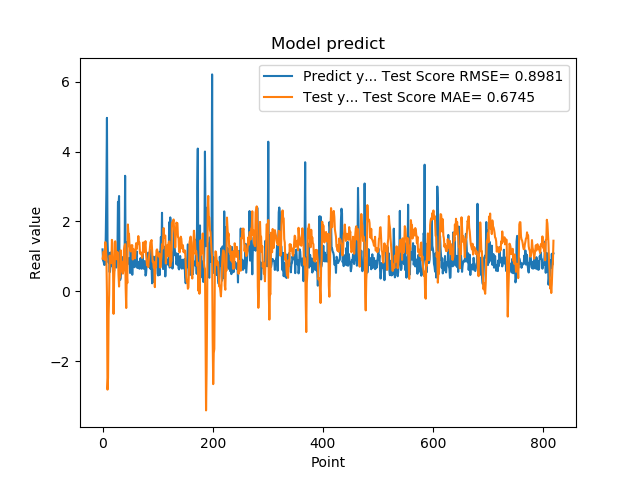 Model predict
Predict y... Test Score RMSE= 0.8981
Test y... Test Score MAE= 0.6745
Real value
6
4
2
0
−2
0 200 400 600 800
Point